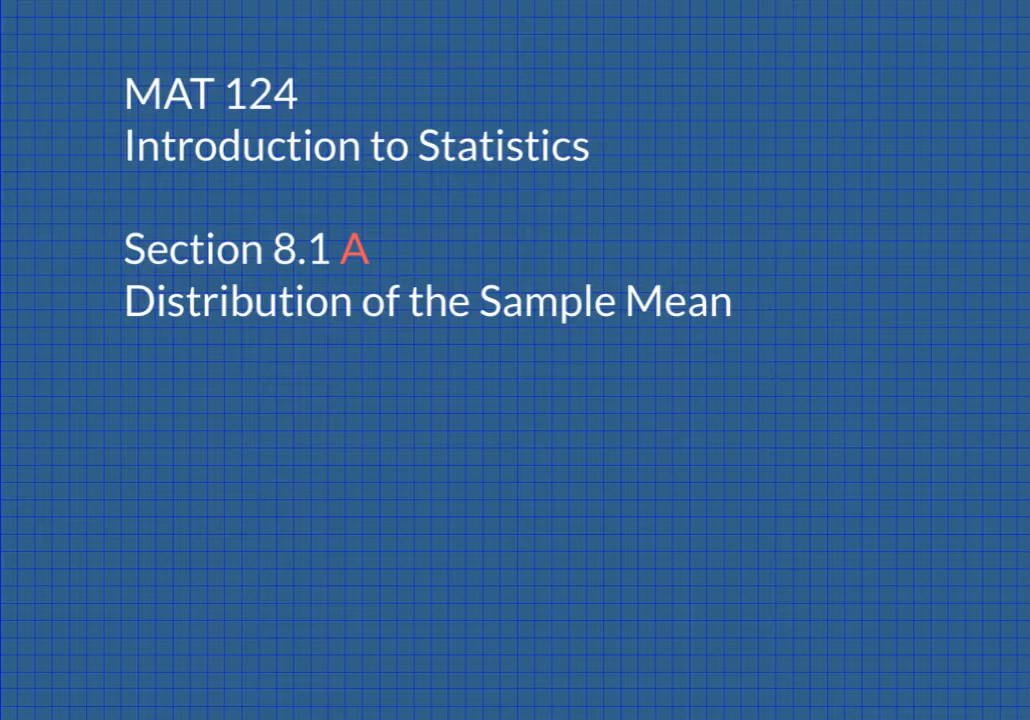 MAT 124
Introduction to Statistics
Section 8.1 A
Distribution of the Sample Mean